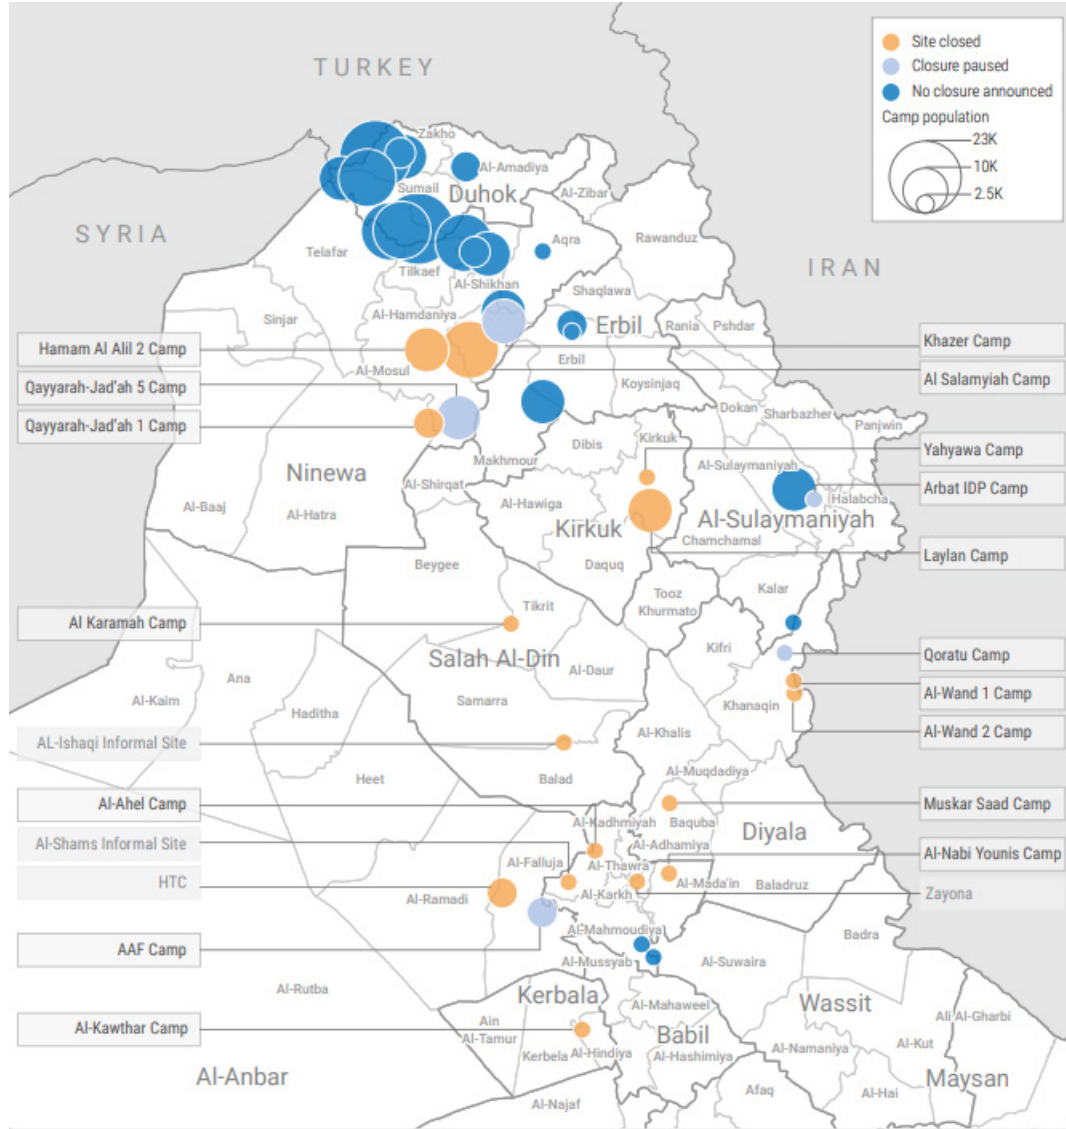 TURKEY
SYRIA
IRAN
Site closed
Closure paused
No closure announced
Camp population
23K
10K
2.5K
Zakho
Al-Amadiya
Sumail
Duhok
Al-Zibar
Telafar
Aqra
Rawanduz
Tilkaef
Al-Shikhan
Shaqlawa
Sinjar
Al-Hamdaniya
Erbil
Rania
Pshdar
Hamam Al Alil 2 Camp
Khazer Camp
Al-Mosul
Erbil
Qayyarah-Jad'ah 5 Camp
Koysinjaq
Al Salamyiah Camp
Qayyarah-Jad'ah 1 Camp
Dokan
Sharbazher
Panjwin
Dibis
Kirkuk
Yahyawa Camp
Ninewa
Makhmour
Al-Sulaymaniyah
Al-Shirqat
Arbat IDP Camp
Al-Baaj
Al-Hatra
Al-Hawiga
Halabcha
Kirkuk
Al-Sulaymaniyah
Chamchamal
Laylan Camp
Beygee
Daquq
Tooz
Khurmato
Kalar
Al Karamah Camp
Tikrit
Kifri
Qoratu Camp
Salah Al-Din
Al-Daur
Ana
Al-Kaim
Samarra
Khanaqin
Al-Wand 1 Camp
Haditha
Al-Khalis
Al-Wand 2 Camp
AL-Ishaqi Informal Site
Heet
Balad
Al-Muqdadiya
Al-Ahel Camp
Al-Kadhmiyah
Baquba
Muskar Saad Camp
Diyala
Al-Shams Informal Site
Al-Adhamiya
Al-Falluja
Al-Thawra
Al-Nabi Younis Camp
HTC
Al-Ramadi
Al-Karkh
Al-Mada'in
Baladruz
Zayona
AAF Camp
Al-Mahmoudiya
Badra
Al-Mussyab
Al-Suwaira
Al-Rutba
Kerbala
Al-Mahaweel
Wassit
Al-Kawthar Camp
Ain
Al-Tamur
Babil
Ali Al-Gharbi
Kerbela
Al-Hindiya
Al-Hashimiya
Al-Namaniya
Al-Kut
Al-Anbar
Maysan
Al-Najaf
Afaq
Al-Hai